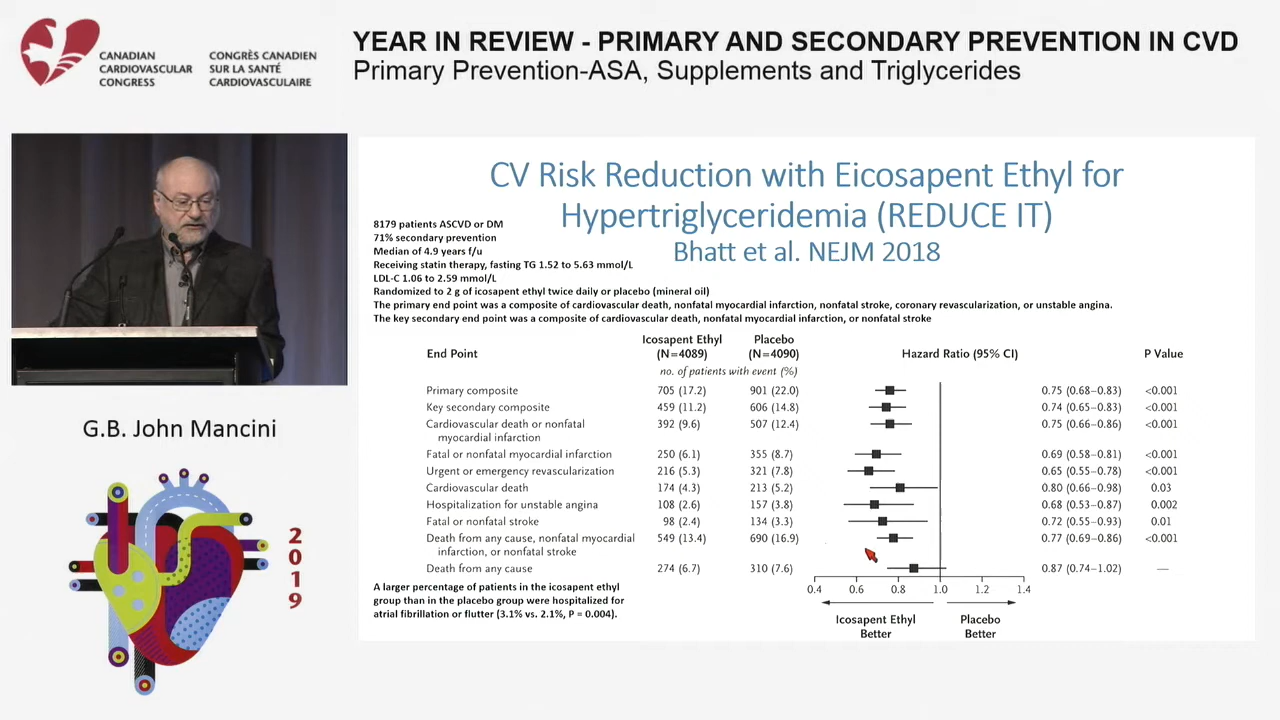 CANADIAN
CARDIOVASCULAR
CONGRESS
CONGRÈS CANADIEN
SUR LA SANTÉ
CARDIOVASCULAIRE
YEAR IN REVIEW - PRIMARY AND SECONDARY PREVENTION IN CVD
Primary Prevention-ASA, Supplements and Triglycerides
G.B. John Mancini
2019
CV Risk Reduction with Eicosapent Ethyl for
Hypertriglyceridemia (REDUCE IT)
Bhatt et al. NEJM 2018
8179 patients ASCVD or DM
71% secondary prevention
Median of 4.9 years f/u
Receiving statin therapy, fasting TG 1.52 to 5.63 mmol/L
LDL-C 1.06 to 2.59 mmol/L
Randomized to 2 g of icosapent ethyl twice daily or placebo (mineral oil)
The primary end point was a composite of cardiovascular death, nonfatal myocardial infarction, nonfatal stroke, coronary revascularization, or unstable angina.
The key secondary end point was a composite of cardiovascular death, nonfatal myocardial infarction, or nonfatal stroke
End Point Icosapent Ethyl (N=4089) Placebo (N=4090) Hazard Ratio (95% CI) P Value
no. of patients with event (%)
Primary composite 705 (17.2) 901 (22.0) 0.75 (0.68–0.83) <0.001
Key secondary composite 459 (11.2) 606 (14.8) 0.74 (0.65–0.83) <0.001
Cardiovascular death or nonfatal 392 (9.6) 507 (12.4) 0.75 (0.66–0.86) <0.001
myocardial infarction
Fatal or nonfatal myocardial infarction 250 (6.1) 355 (8.7) 0.69 (0.58–0.81) <0.001
Urgent or emergency revascularization 216 (5.3) 321 (7.8) 0.65 (0.55–0.78) <0.001
Cardiovascular death 174 (4.3) 213 (5.2) 0.80 (0.66–0.98) 0.03
Hospitalization for unstable angina 108 (2.6) 157 (3.8) 0.68 (0.53–0.87) 0.002
Fatal or nonfatal stroke 98 (2.4) 134 (3.3) 0.72 (0.55–0.93) 0.01
Death from any cause, nonfatal myocardial 549 (13.4) 690 (16.9) 0.77 (0.69–0.86) <0.001
infarction, or nonfatal stroke
Death from any cause 274 (6.7) 310 (7.6) 0.87 (0.74–1.02) —
0.4 0.6 0.8 1.0 1.2 1.4
Icosapent Ethyl Better Placebo Better
A larger percentage of patients in the icosapent ethyl
group than in the placebo group were hospitalized for
atrial fibrillation or flutter (3.1% vs. 2.1%, P = 0.004).